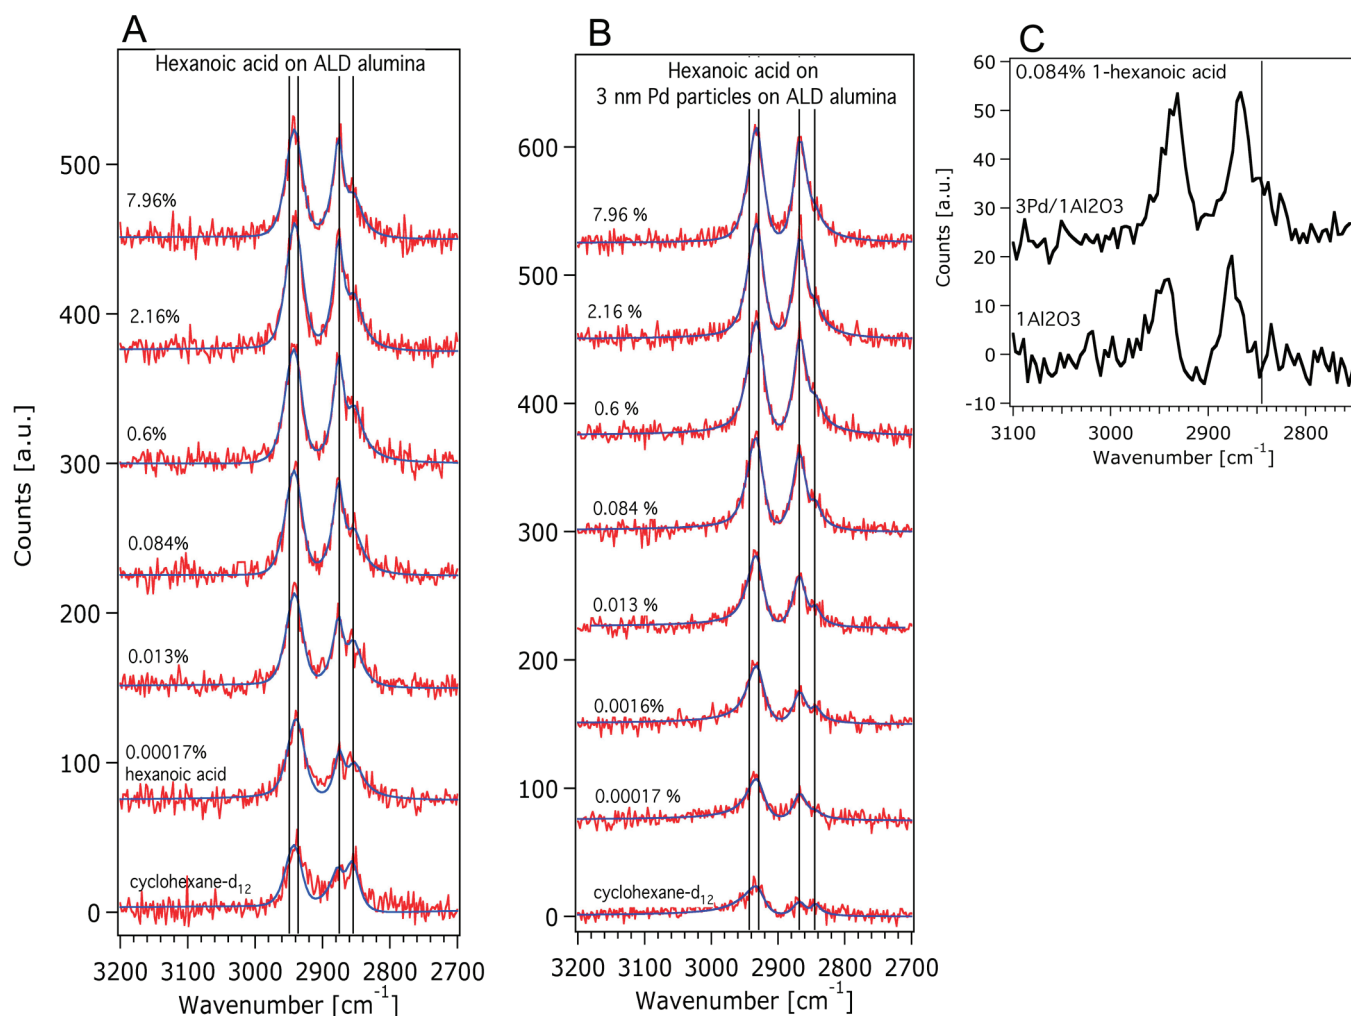 A
Hexanoic acid on ALD alumina
500
400
300
200
100
0
7.96%
2.16%
0.6%
0.084%
0.013%
0.00017%
hexanoic acid
cyclohexane-d12
Counts [a.u.]
3200 3100 3000 2900 2800 2700
Wavenumber [cm-1]
B
Hexanoic acid on
3 nm Pd particles on ALD alumina
600
500
400
300
200
100
0
7.96 %
2.16 %
0.6 %
0.084 %
0.013 %
0.0016%
0.00017 %
cyclohexane-d12
3200 3100 3000 2900 2800 2700
Wavenumber [cm-1]
C
0.084% 1-hexanoic acid
60
50
40
30
20
10
0
-10
3Pd/1Al2O3
1Al2O3
Counts [a.u.]
3100 3000 2900 2800
Wavenumber [cm-1]